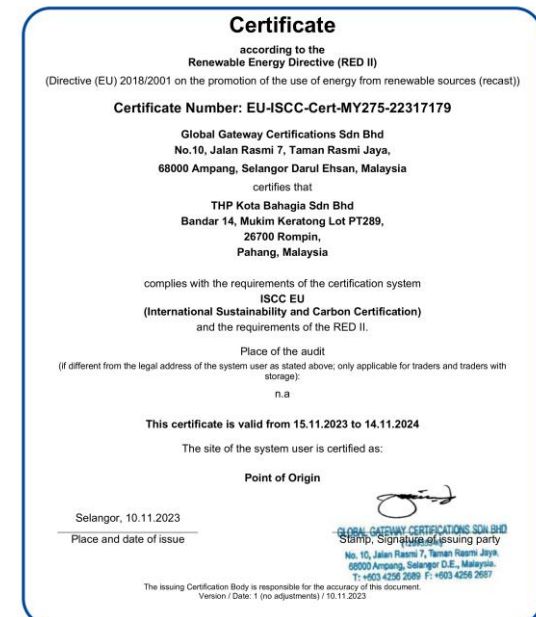 Certificate
according to the
Renewable Energy Directive (RED II)
(Directive (EU) 2018/2001 on the promotion of the use of energy from renewable sources (recast))
Certificate Number: EU-ISCC-Cert-MY275-22317179
Global Gateway Certifications Sdn Bhd
No.10, Jalan Rasmi 7, Taman Rasmi Jaya,
68000 Ampang, Selangor Darul Ehsan, Malaysia
certifies that
THP Kota Bahagia Sdn Bhd
Bandar 14, Mukim Keratong Lot PT289,
26700 Rompin,
Pahang, Malaysia
complies with the requirements of the certification system
ISCC EU
(International Sustainability and Carbon Certification)
and the requirements of the RED II.
Place of the audit
(if different from the legal address of the system user as stated above; only applicable for traders and traders with
storage):
n.a
This certificate is valid from 15.11.2023 to 14.11.2024
The site of the system user is certified as:
Point of Origin
Selangor, 10.11.2023
Place and date of issue
GLOBAL GATEWAY CERTIFICATIONS SDN BHD
Stamp, Signature of issuing party
No. 10, Jalan Rasmi 7, Taman Rasmi Jaya,
68000 Ampang, Selangor D.E., Malaysia.
T: +603 4256 2689 F: +603 4256 2687
The issuing Certification Body is responsible for the accuracy of this document.
Version / Date: 1 (no adjustments) / 10.11.2023